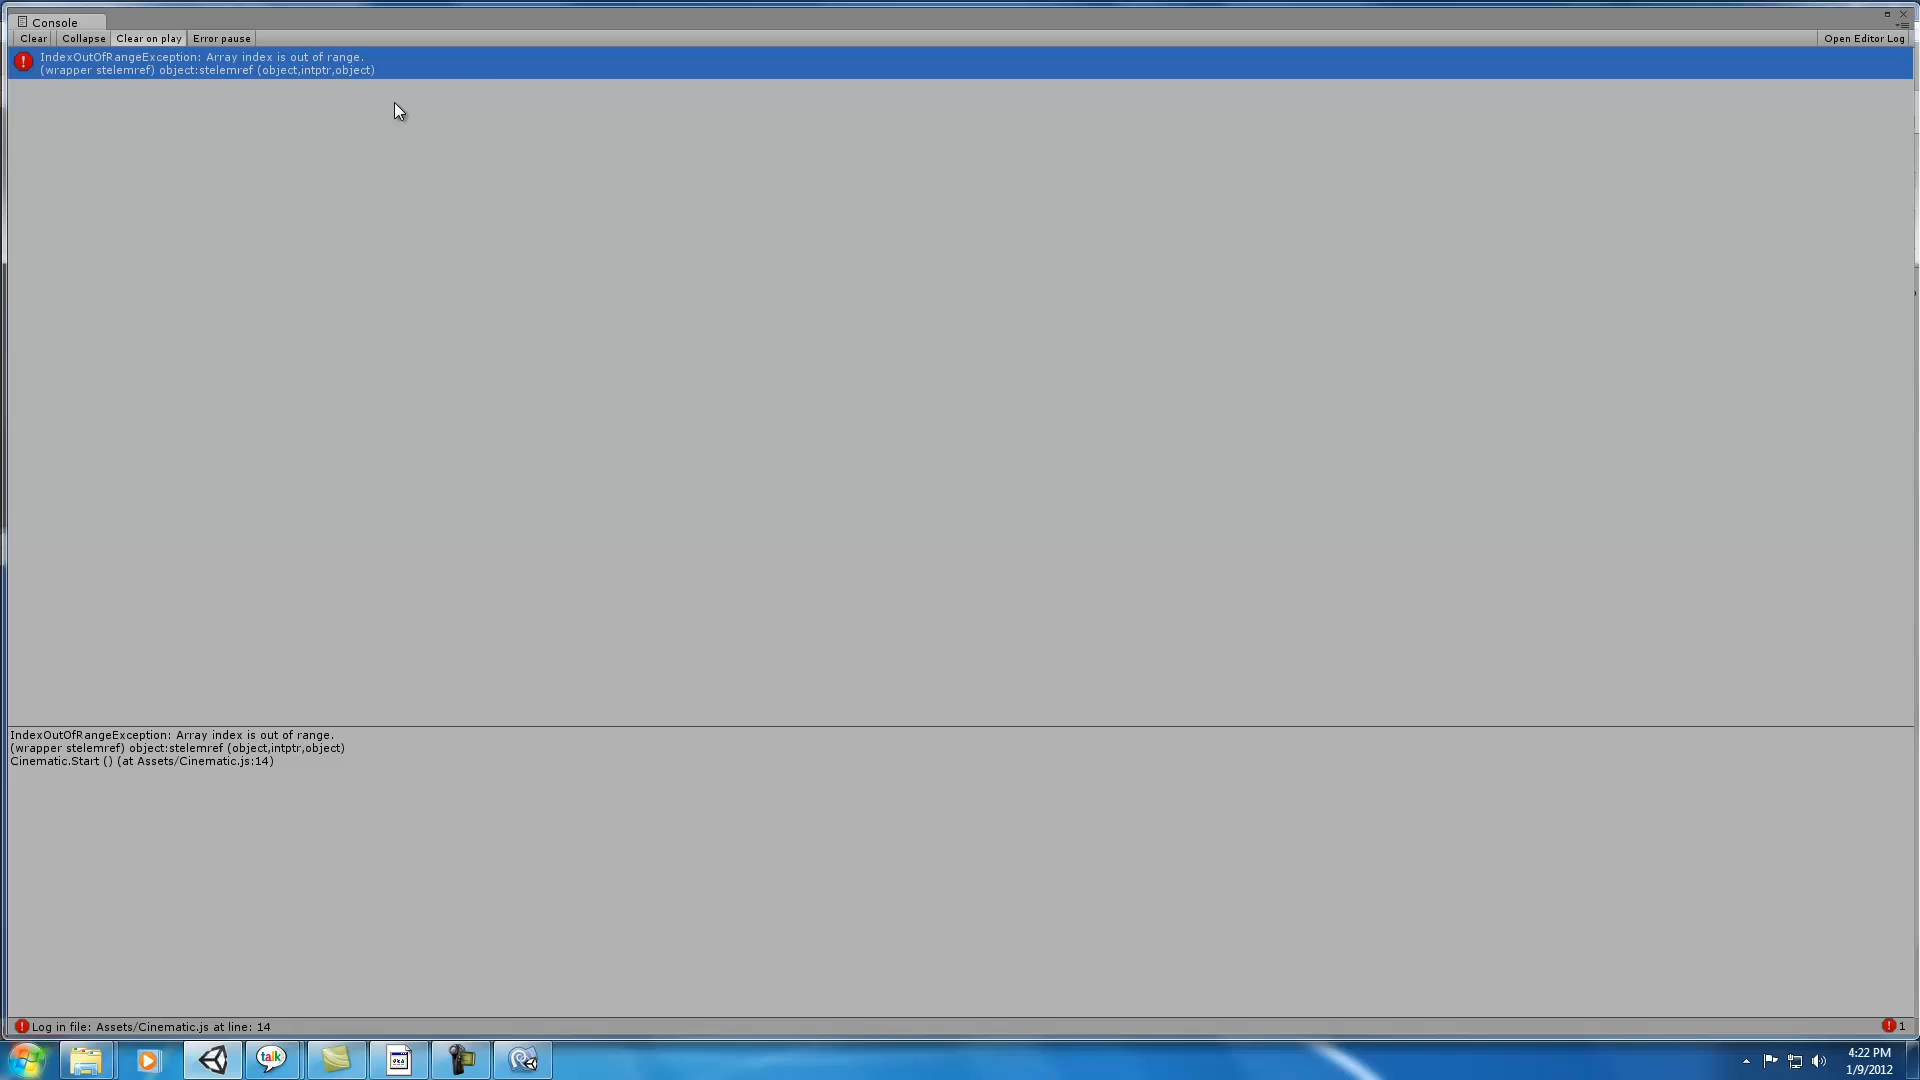 Console
Clear Collapse Clear on play Error pause Open Editor Log
IndexOutOfRangeException: Array index is out of range.
(wrapper stelemref) object:stelemref (object,intptr,object)
IndexOutOfRangeException: Array index is out of range.
(wrapper stelemref) object:stelemref (object,intptr,object)
Cinematic.Start () (at Assets/Cinematic.js:14)
Log in file: Assets/Cinematic.js at line: 14
1
talk
4:22 PM
1/9/2012